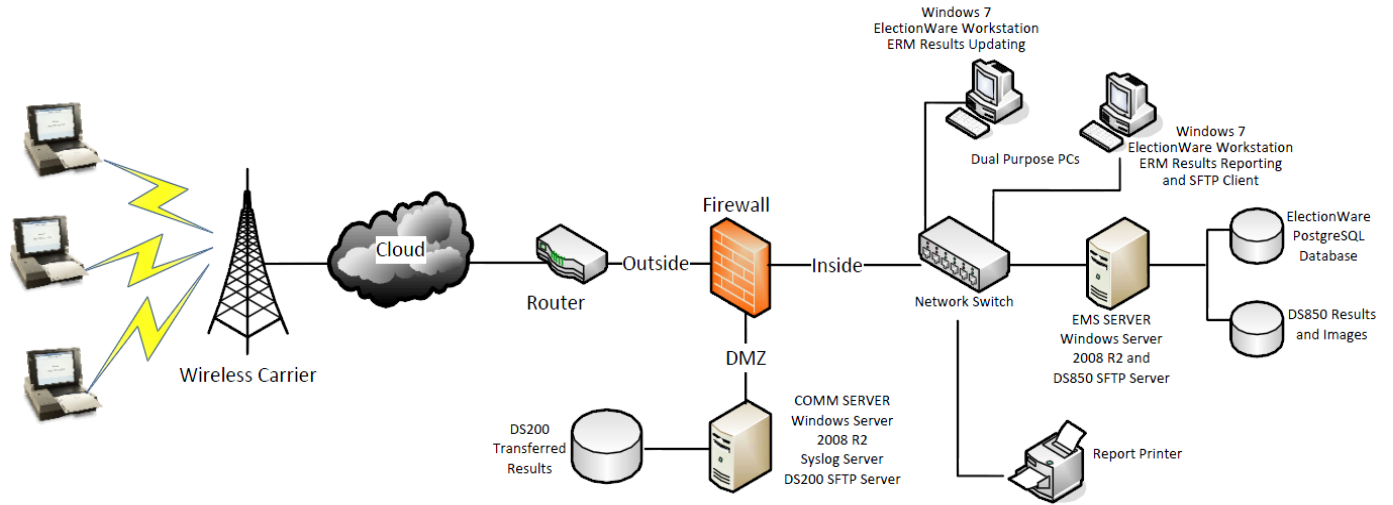 Windows 7
ElectionWare Workstation
ERM Results Updating
Dual Purpose PCs
Windows 7
ElectionWare Workstation
ERM Results Reporting
and SFTP Client
Wireless Carrier
Cloud
Router
Outside
Firewall
Inside
Network Switch
EMS SERVER
Windows Server
2008 R2 and
DS850 SFTP Server
ElectionWare
PostgreSQL
Database
DS850 Results
and Images
DMZ
DS200
Transferred
Results
COMM SERVER
Windows Server
2008 R2
Syslog Server
DS200 SFTP Server
Report Printer